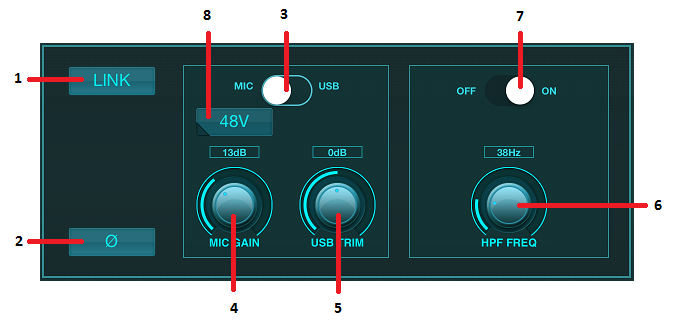 8
3
7
1
LINK
MIC
USB
OFF
ON
48V
13dB
0dB
38Hz
6
2
Ø
MIC GAIN
USB TRIM
HPF FREQ
4
5